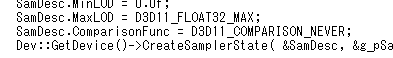 SamDesc.MinLOD = 0.0f;
SamDesc.MaxLOD = D3D11_FLOAT32_MAX;
SamDesc.ComparisonFunc = D3D11_COMPARISON_NEVER;
Dev::GetDevice()->CreateSamplerState( &SamDesc, &g_pSa